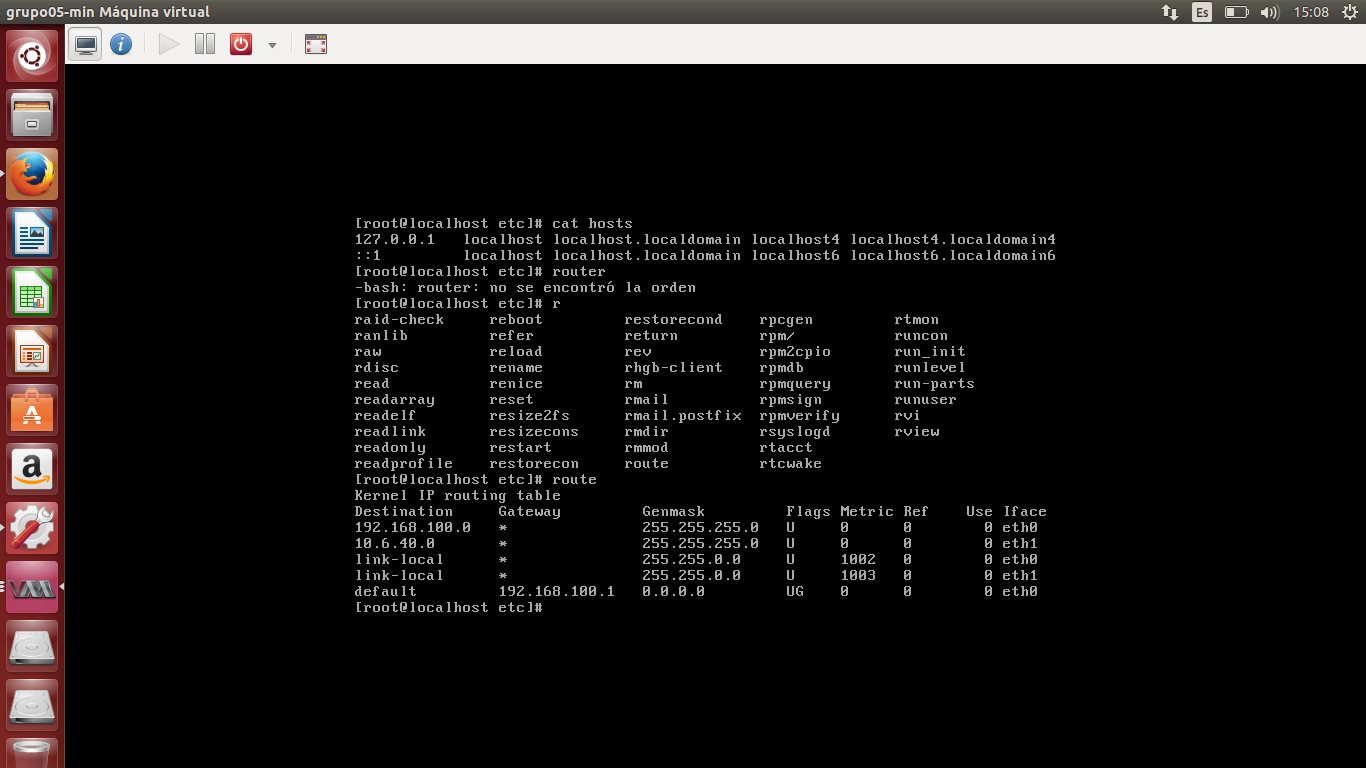 grupo05-min Máquina virtual
Es
15:08
[root@localhost etc]# cat hosts
127.0.0.1   localhost localhost.localdomain localhost4 localhost4.localdomain4
::1         localhost localhost.localdomain localhost6 localhost6.localdomain6
[root@localhost etc]# router
-bash: router: no se encontró la orden
[root@localhost etc]# r
raid-check     reboot         restorecond    rpcgen         rtmon
ranlib         refer          return         rpm/           runcon
raw            reload         rev            rpm2cpio       run_init
rdisc          rename         rhgb-client    rpmdb          runlevel
read           renice         rm             rpmquery       run-parts
readarray      reset          rmail          rpmsign        runuser
readelf        resize2fs      rmail.postfix  rpmverify      rvi
readlink       resizecons     rmdir          rsyslogd       rview
readonly       restart        rmmod          rtacct
readprofile    restorecon     route          rtcwake
[root@localhost etc]# route
Kernel IP routing table
Destination     Gateway         Genmask         Flags Metric Ref    Use Iface
192.168.100.0   *               255.255.255.0   U     0      0        0 eth0
10.6.40.0       *               255.255.255.0   U     0      0        0 eth1
link-local      *               255.255.0.0     U     1002   0        0 eth0
link-local      *               255.255.0.0     U     1003   0        0 eth1
default         192.168.100.1   0.0.0.0         UG    0      0        0 eth0
[root@localhost etc]#